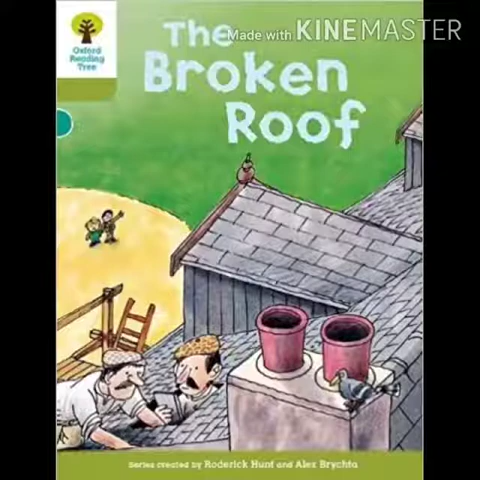 Oxford
Reading
Tree
The
Made with KINEMASTER
Broken
Roof
Series created by Roderick Hunt and Alex Brychta